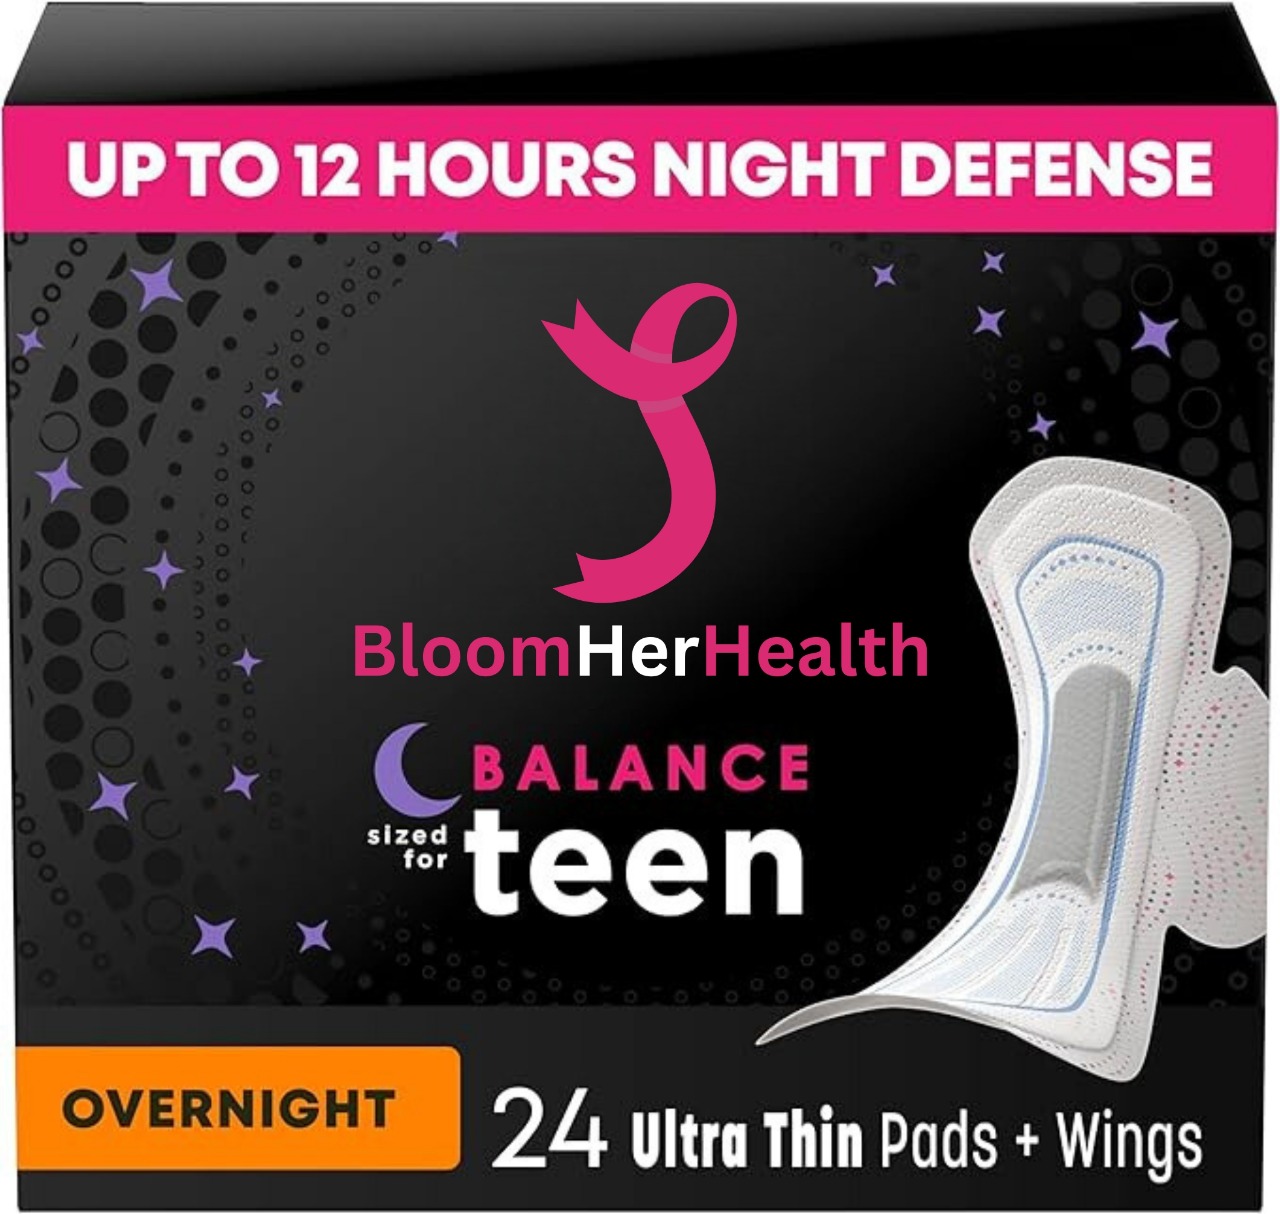 UP TO 12 HOURS NIGHT DEFENSE
BloomHerHealth
BALANCE
sized
for
teen
OVERNIGHT
24 Ultra Thin Pads + Wings